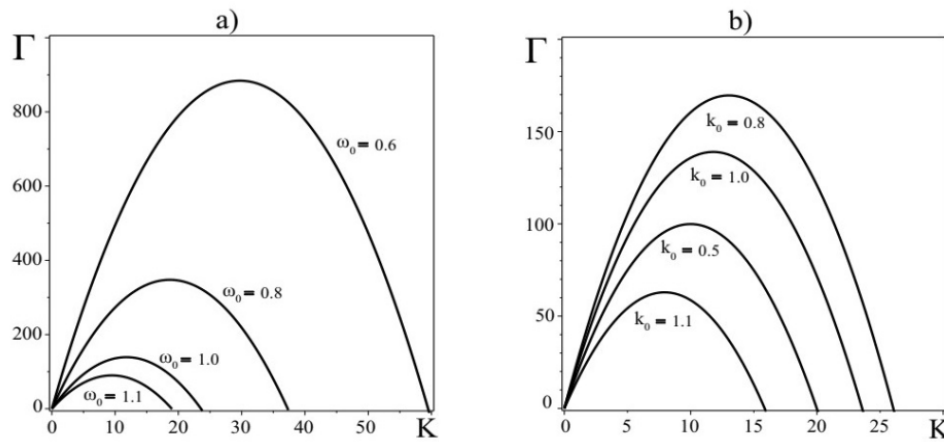 a)
Γ
800
600
400
200
0
ω₀ = 0.6
ω₀ = 0.8
ω₀ = 1.0
ω₀ = 1.1
0 10 20 30 40 50 K
b)
Γ
150
100
50
0
k₀ = 0.8
k₀ = 1.0
k₀ = 0.5
k₀ = 1.1
0 5 10 15 20 25 K